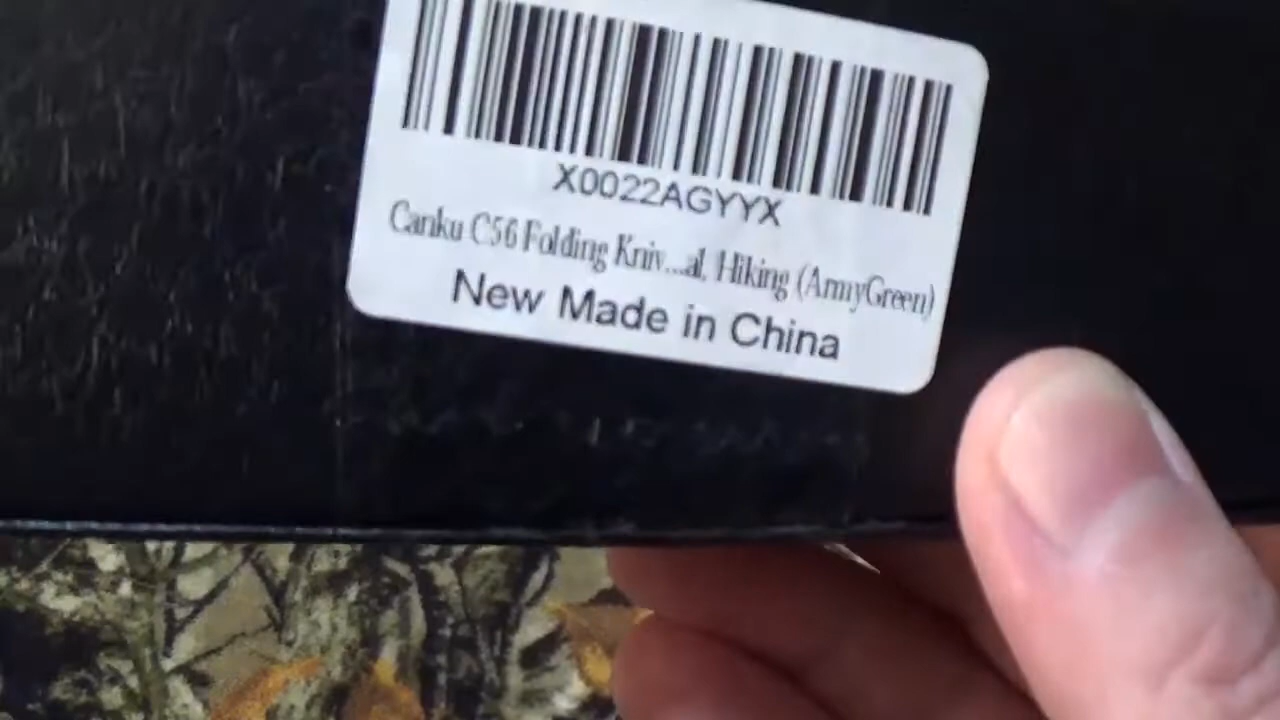 X0022AGYYX
Canku C56 Folding Kniv...al, Hiking (ArmyGreen)
New Made in China